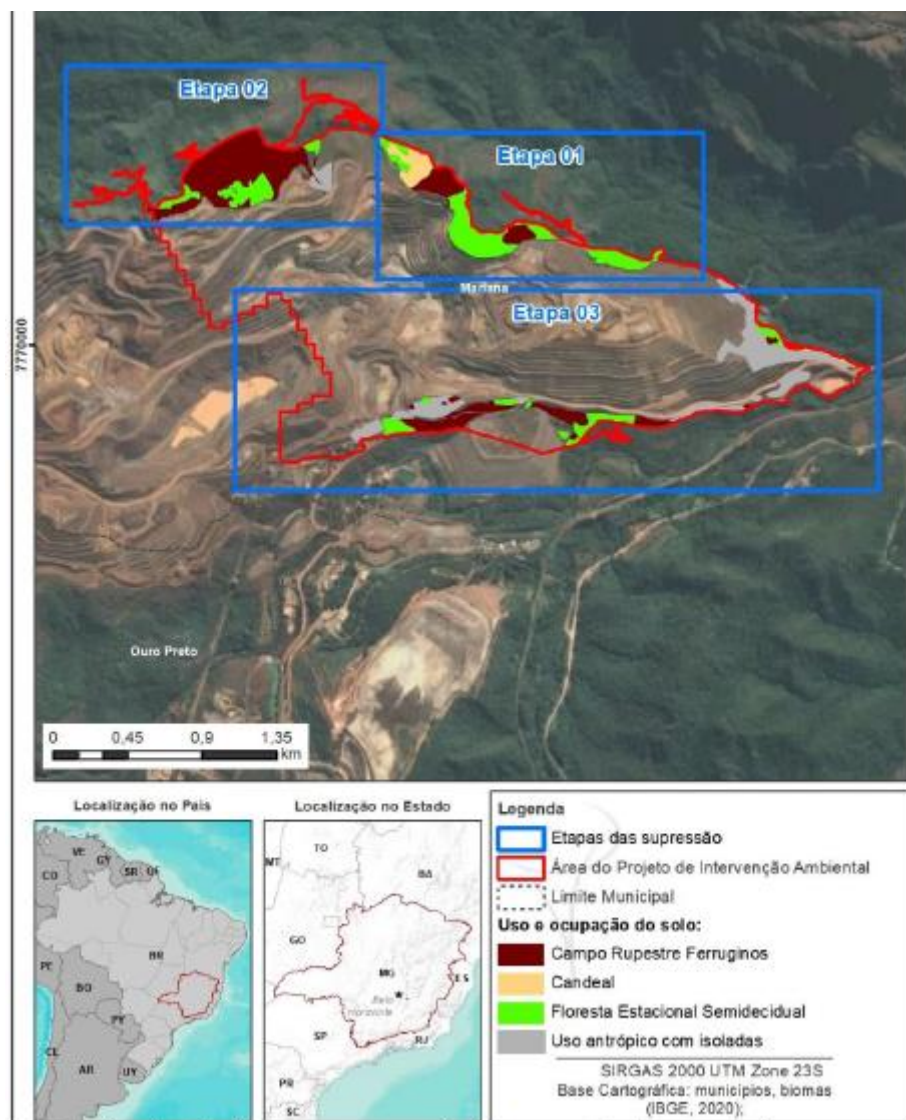 Etapa 02
Etapa 01
Mariana
Etapa 03
7770000
Ouro Preto
0 0,45 0,9 1,35
km
Localização no País
Localização no Estado
VE
GY
SR
GF
CO
BR
PE
BO
PY
CL
AR
UY
MT
TO
BA
GO
MG
ES
Belo
Horizonte
SP
RJ
PR
SC
Legenda
Etapas das supressão
Área do Projeto de Intervenção Ambiental
Limite Municipal
Uso e ocupação do solo:
Campo Rupestre Ferruginos
Candeal
Floresta Estacional Semidecidual
Uso antrópico com isoladas
SIRGAS 2000 UTM Zone 23S
Base Cartográfica: municípios, biomas
(IBGE, 2020);